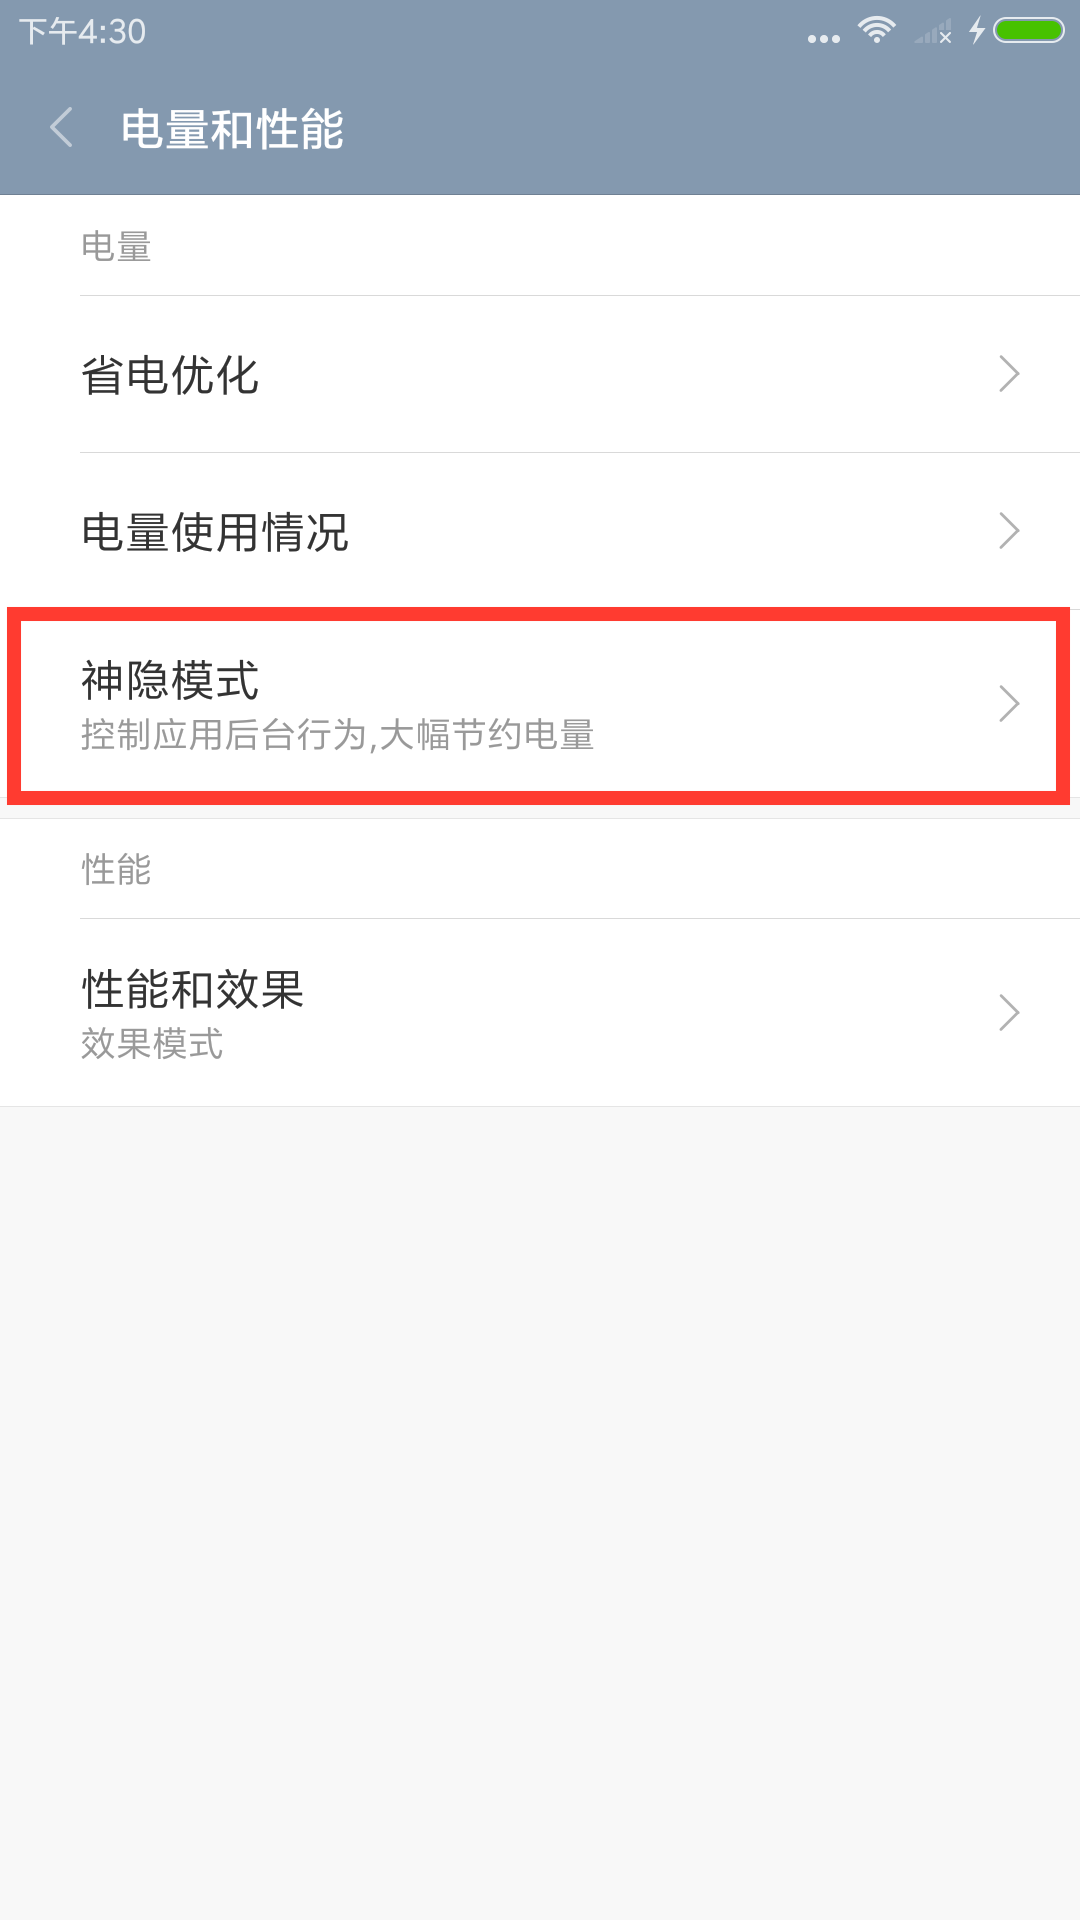 下午4:30
电量和性能
电量
省电优化
电量使用情况
神隐模式
控制应用后台行为,大幅节约电量
性能
性能和效果
效果模式